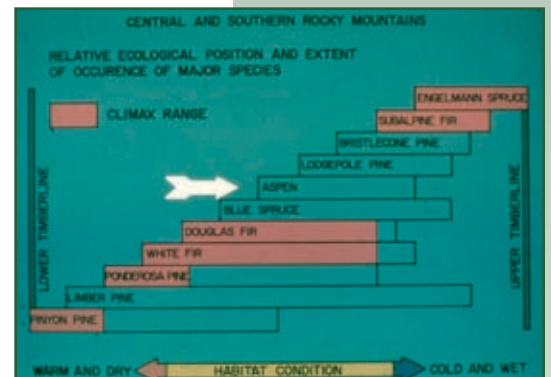 CENTRAL AND SOUTHERN ROCKY MOUNTAINS
RELATIVE ECOLOGICAL POSITION AND EXTENT
OF OCCURENCE OF MAJOR SPECIES
ENGELMANN SPRUCE
CLIMAX RANGE
SUBALPINE FIR
BRISTLECONE PINE
LODGEPOLE PINE
ASPEN
BLUE SPRUCE
DOUGLAS FIR
WHITE FIR
PONDEROSA PINE
LIMBER PINE
PINYON PINE
LOWER TIMBERLINE
UPPER TIMBERLINE
WARM AND DRY
HABITAT CONDITION
COLD AND WET